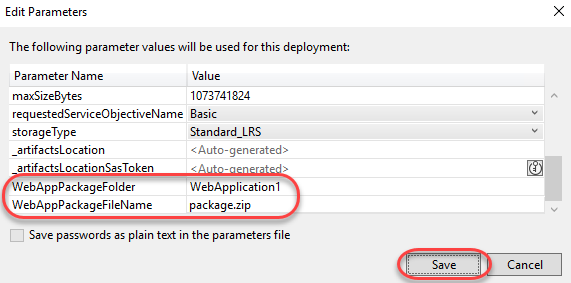 Edit Parameters
The following parameter values will be used for this deployment:
Parameter Name Value
maxSizeBytes 1073741824
requestedServiceObjectiveName Basic
storageType Standard_LRS
_artifactsLocation <Auto-generated>
_artifactsLocationSasToken <Auto-generated>
WebAppPackageFolder WebApplication1
WebAppPackageFileName package.zip
Save passwords as plain text in the parameters file
Save Cancel